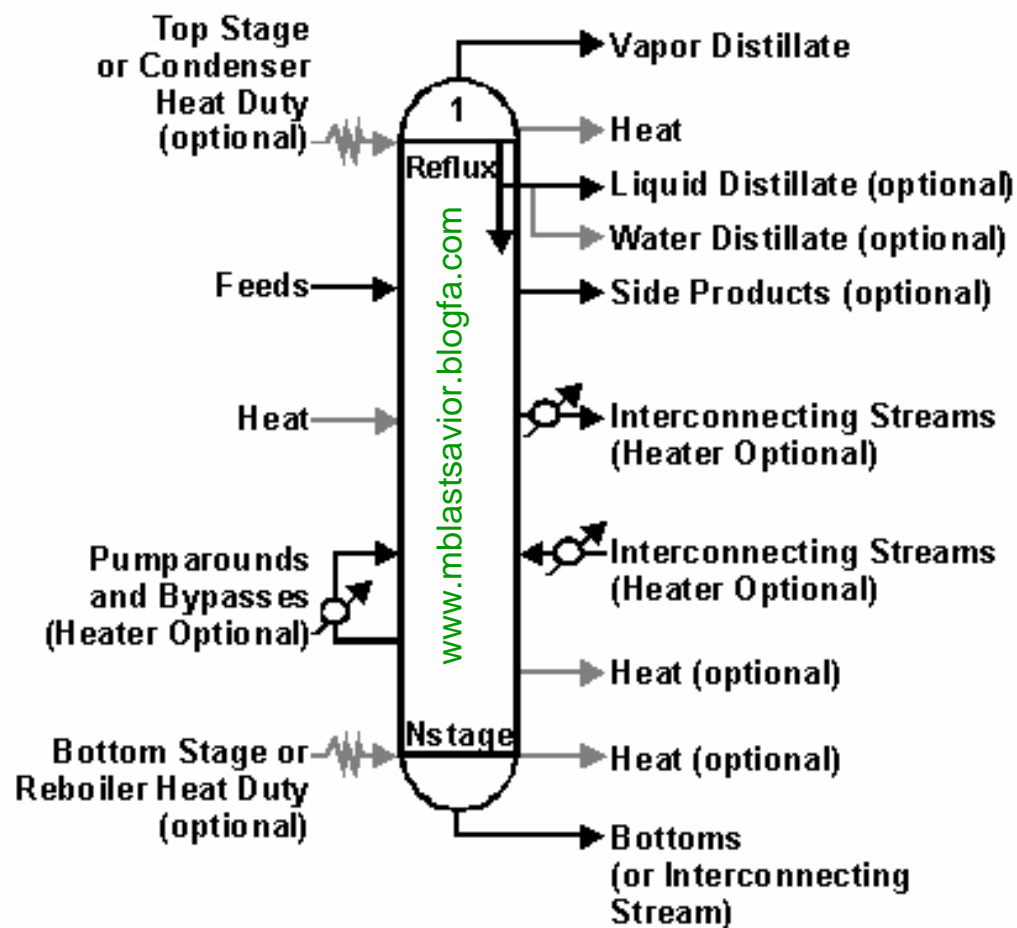 Top Stage
or Condenser
Heat Duty
(optional)
Vapor Distillate
1
Heat
Reflux
Liquid Distillate (optional)
Water Distillate (optional)
Feeds
Side Products (optional)
www.mblastsavior.blogfa.com
Heat
Interconnecting Streams
(Heater Optional)
Pumparounds
and Bypasses
(Heater Optional)
Interconnecting Streams
(Heater Optional)
Heat (optional)
Nstage
Bottom Stage or
Reboiler Heat Duty
(optional)
Heat (optional)
Bottoms
(or Interconnecting
Stream)